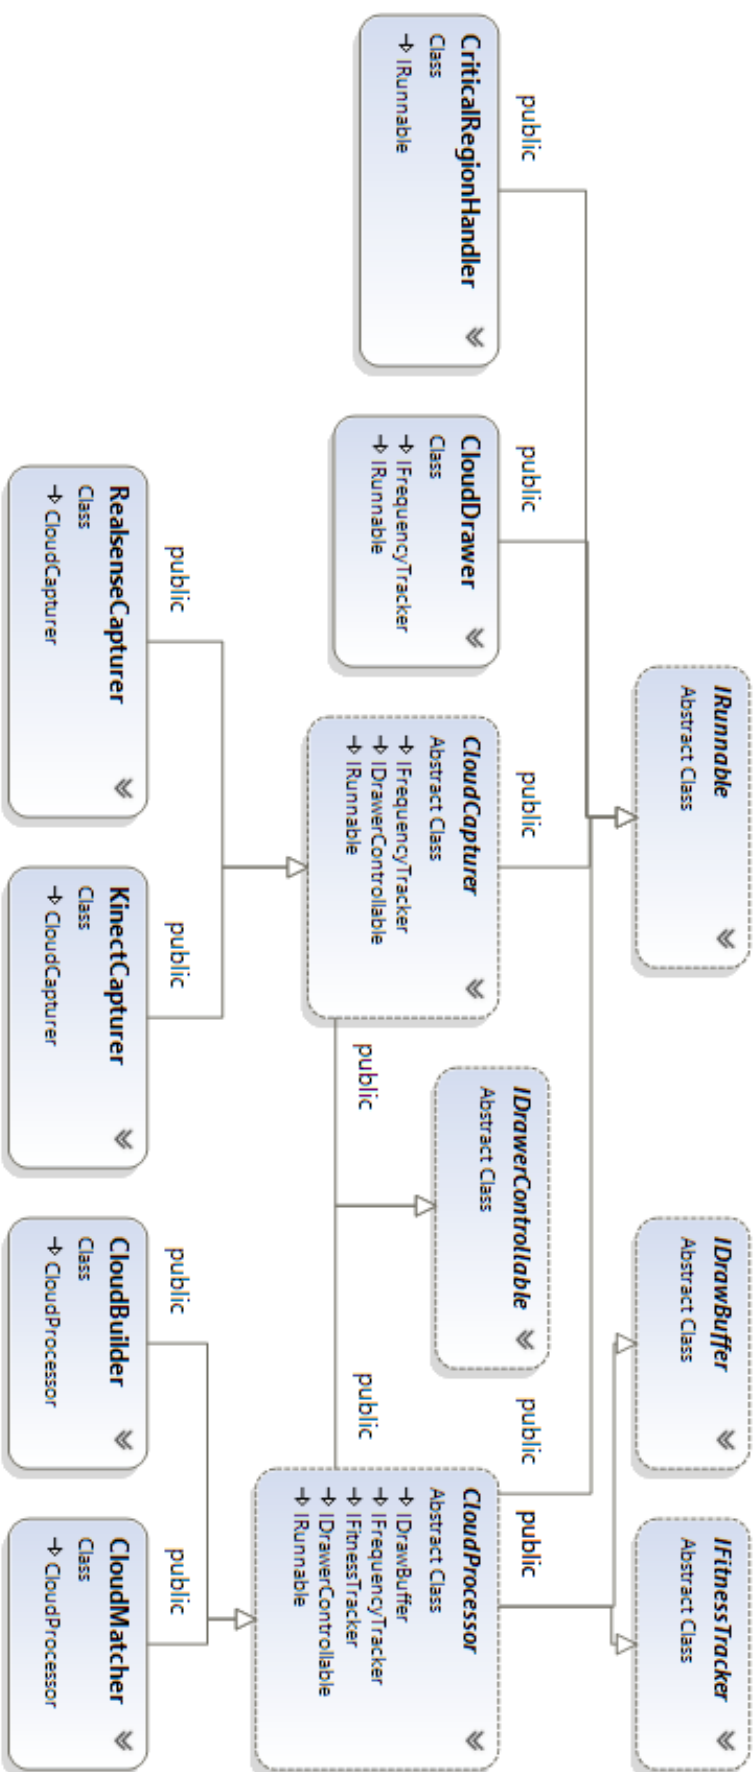 IRunnable
Abstract Class
IDrawBuffer
Abstract Class
IFitnessTracker
Abstract Class
public
public
public
public
public
CriticalRegionHandler
Class
IRunnable
CloudDrawer
Class
IFrequencyTracker
IRunnable
CloudCapturer
Abstract Class
IFrequencyTracker
IDrawerControllable
IRunnable
IDrawerControllable
Abstract Class
CloudProcessor
Abstract Class
IDrawBuffer
IFrequencyTracker
IFitnessTracker
IDrawerControllable
IRunnable
public
public
public
public
public
public
RealsenseCapturer
Class
CloudCapturer
KinectCapturer
Class
CloudCapturer
CloudBuilder
Class
CloudProcessor
CloudMatcher
Class
CloudProcessor